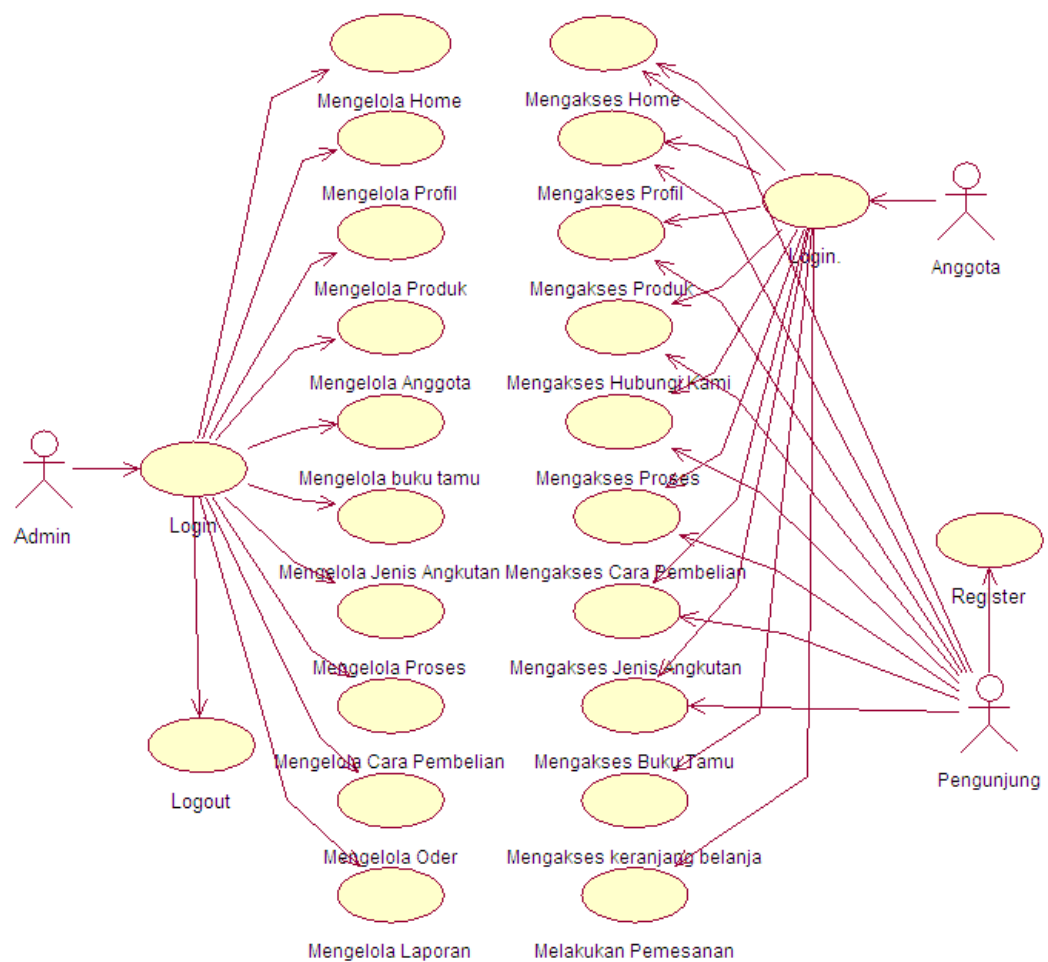 Mengelola Home
Mengakses Home
Mengelola Profil
Mengakses Profil
Login.
Anggota
Mengelola Produk
Mengakses Produk
Mengelola Anggota
Mengakses Hubungi Kami
Mengelola buku tamu
Mengakses Proses
Admin
Login
Mengelola Jenis Angkutan
Mengakses Cara Pembelian
Register
Mengelola Proses
Mengakses Jenis Angkutan
Mengelola Cara Pembelian
Mengakses Buku Tamu
Pengunjung
Logout
Mengelola Oder
Mengakses keranjang belanja
Mengelola Laporan
Melakukan Pemesanan